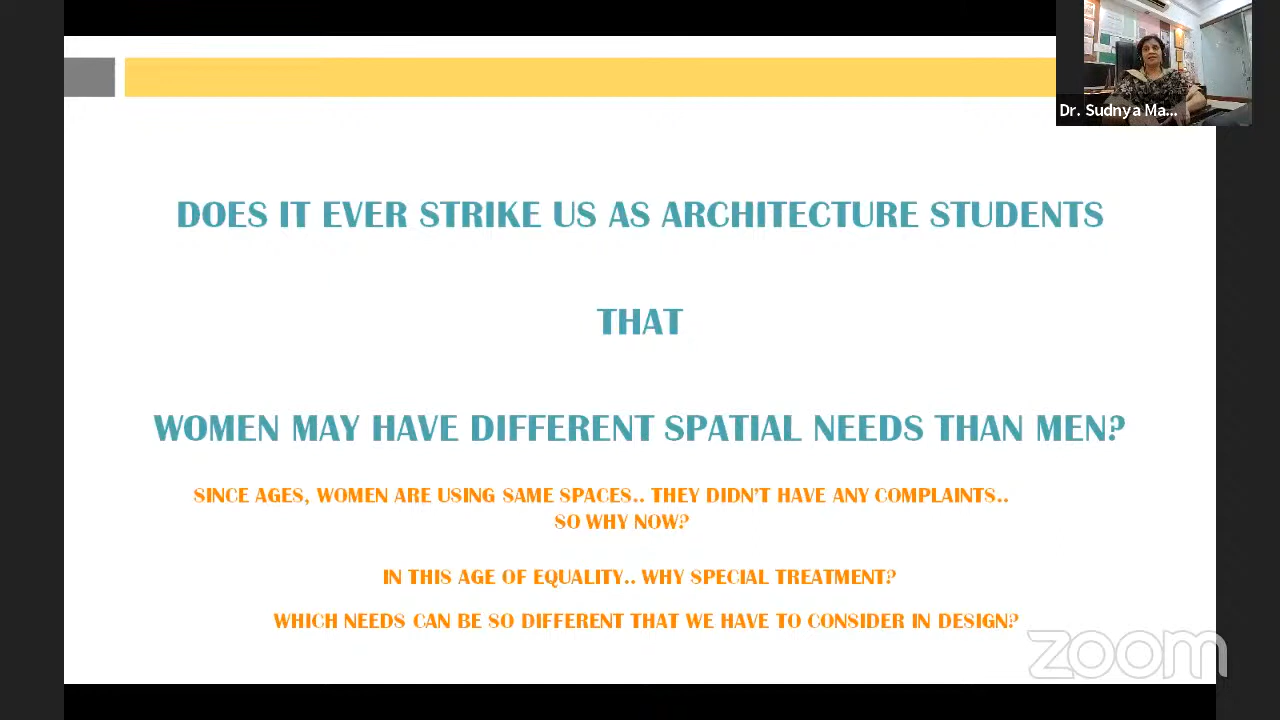 Dr. Sudnya Ma...
DOES IT EVER STRIKE US AS ARCHITECTURE STUDENTS
THAT
WOMEN MAY HAVE DIFFERENT SPATIAL NEEDS THAN MEN?
SINCE AGES, WOMEN ARE USING SAME SPACES.. THEY DIDN'T HAVE ANY COMPLAINTS..
SO WHY NOW?
IN THIS AGE OF EQUALITY.. WHY SPECIAL TREATMENT?
WHICH NEEDS CAN BE SO DIFFERENT THAT WE HAVE TO CONSIDER IN DESIGN?
zoom